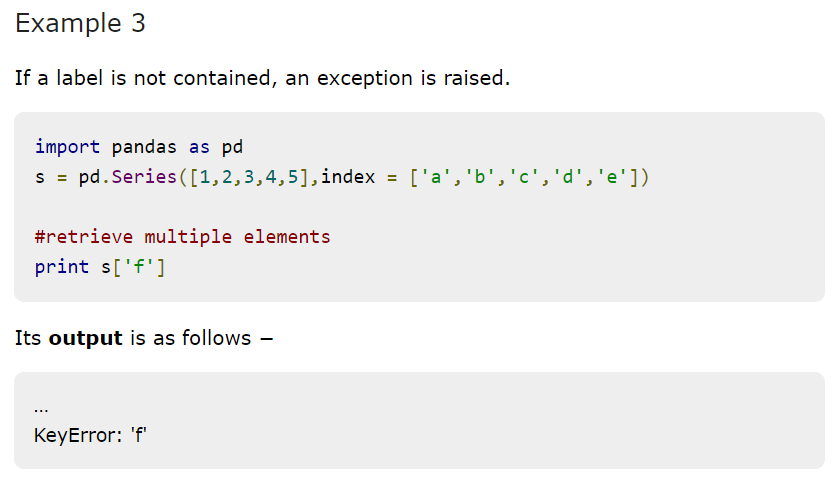 Example 3
If a label is not contained, an exception is raised.
import pandas as pd
s = pd.Series([1,2,3,4,5],index = ['a','b','c','d','e'])
#retrieve multiple elements
print s['f']
Its output is as follows −
…
KeyError: 'f'